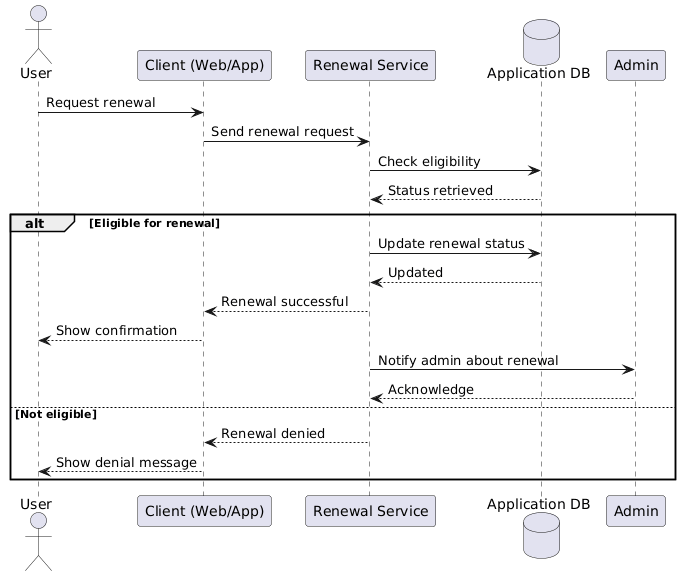 User
Client (Web/App)
Renewal Service
Application DB
Admin
Request renewal
Send renewal request
Check eligibility
Status retrieved
alt
[Eligible for renewal]
Update renewal status
Updated
Renewal successful
Show confirmation
Notify admin about renewal
Acknowledge
[Not eligible]
Renewal denied
Show denial message
User
Client (Web/App)
Renewal Service
Application DB
Admin